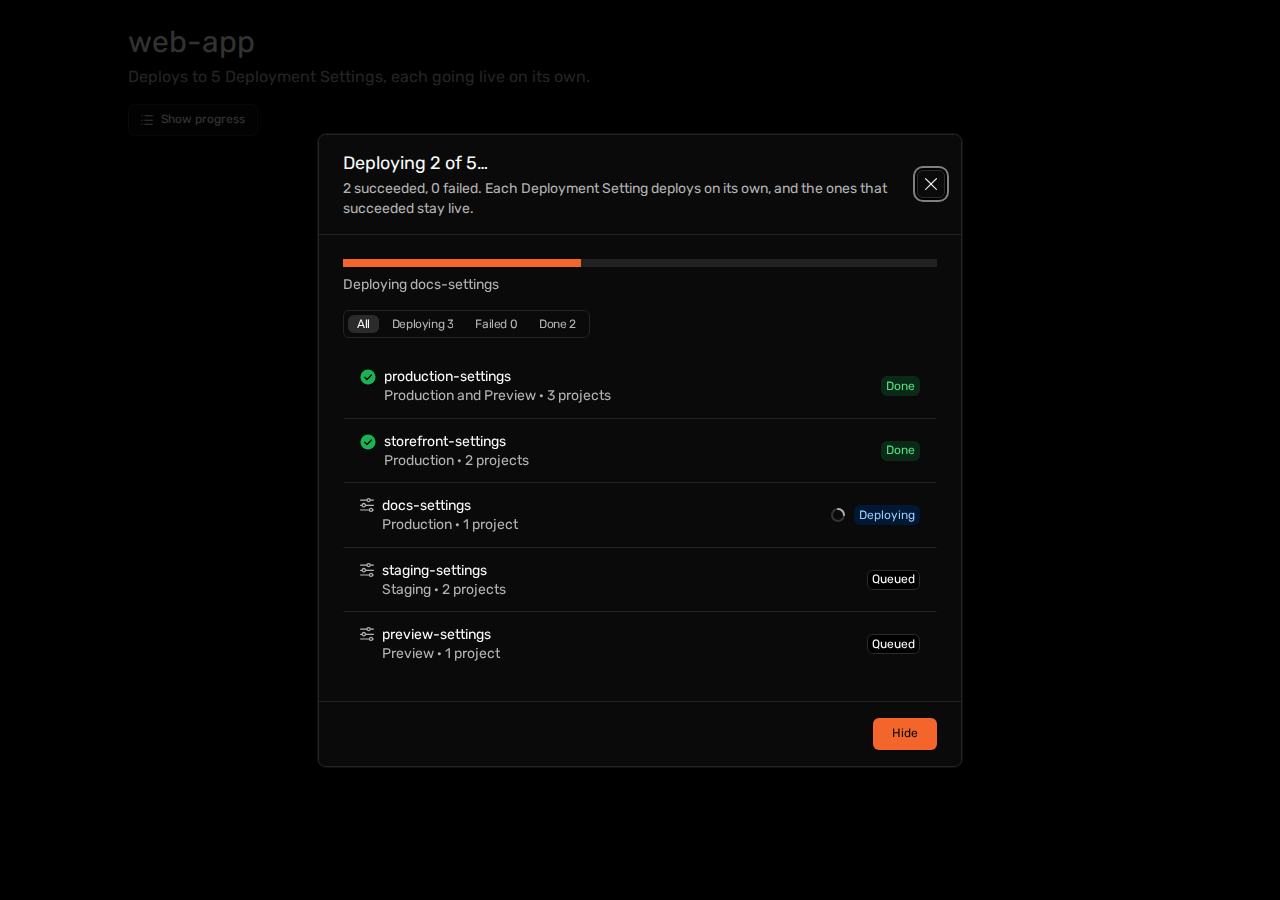 web-app
Deploys to 5 Deployment Settings, each going live on its own.
Show progress
Deploying 2 of 5…
2 succeeded, 0 failed. Each Deployment Setting deploys on its own, and the ones that
succeeded stay live.
Deploying docs-settings
All Deploying 3 Failed 0 Done 2
production-settings
Production and Preview • 3 projects
Done
storefront-settings
Production • 2 projects
Done
docs-settings
Production • 1 project
Deploying
staging-settings
Staging • 2 projects
Queued
preview-settings
Preview • 1 project
Queued
Hide